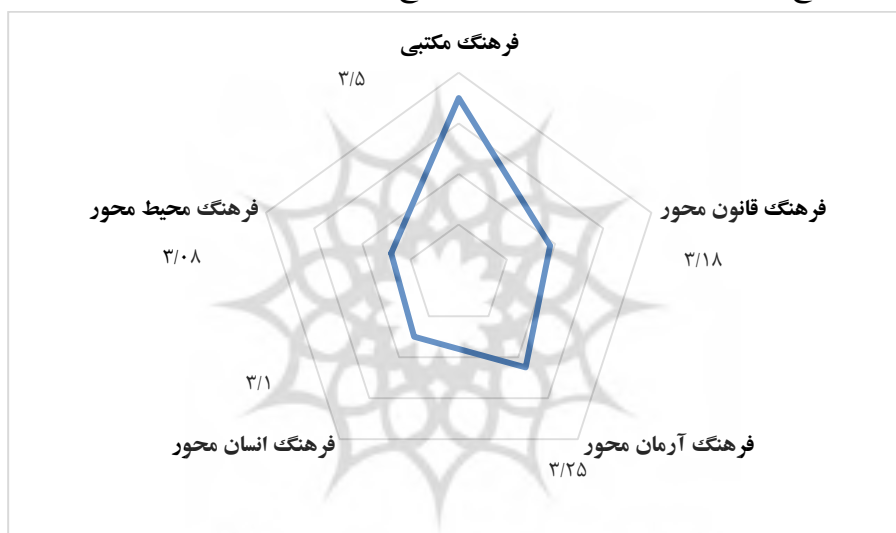 فرهنگ مکتبی
۳/۵
فرهنگ قانون محور
۳/۱۸
فرهنگ محیط محور
۳/۰۸
۳/۱
فرهنگ انسان محور
فرهنگ آرمان محور
۳/۲۵